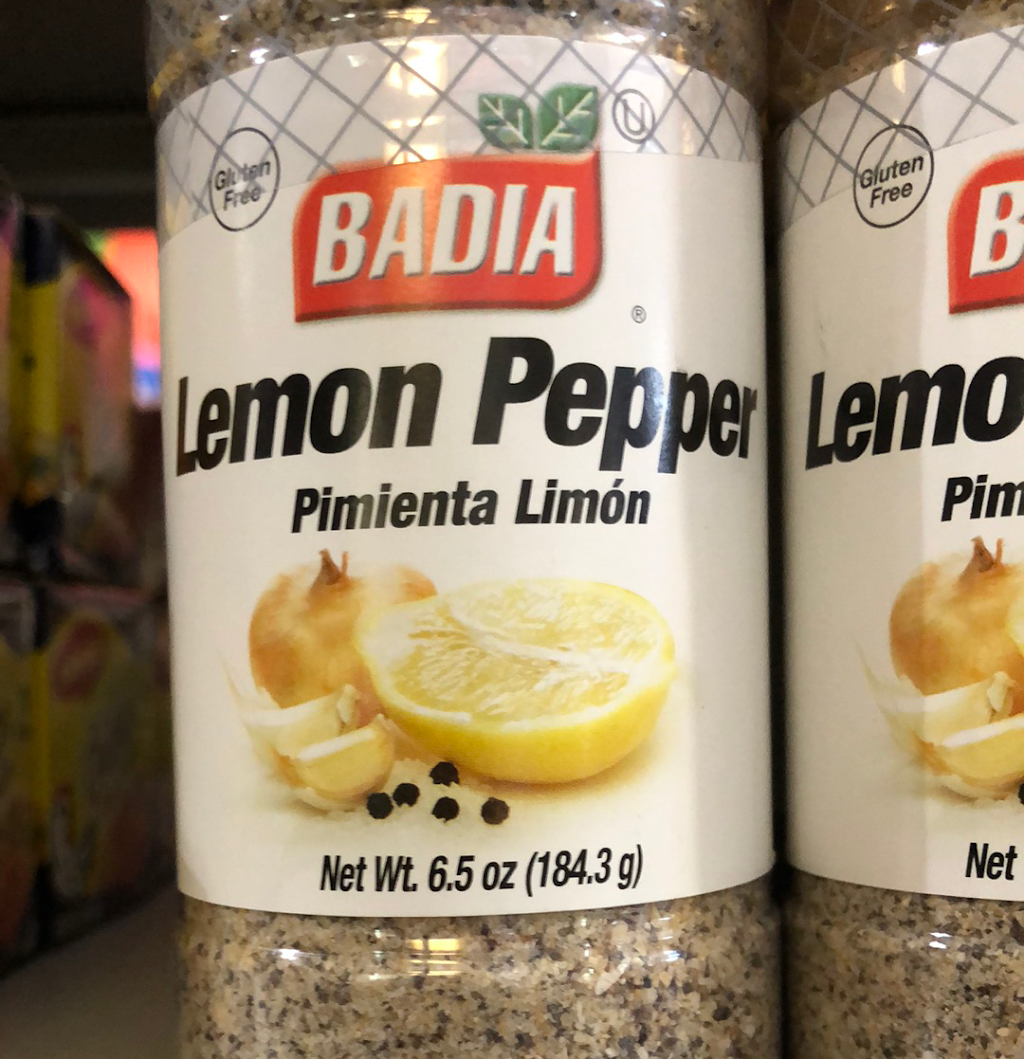 Gluten
Free
U
BADIA
®
Lemon Pepper
Pimienta Limón
Net Wt. 6.5 oz (184.3 g)
Gluten
Free
B
Lemo
Pim
Net